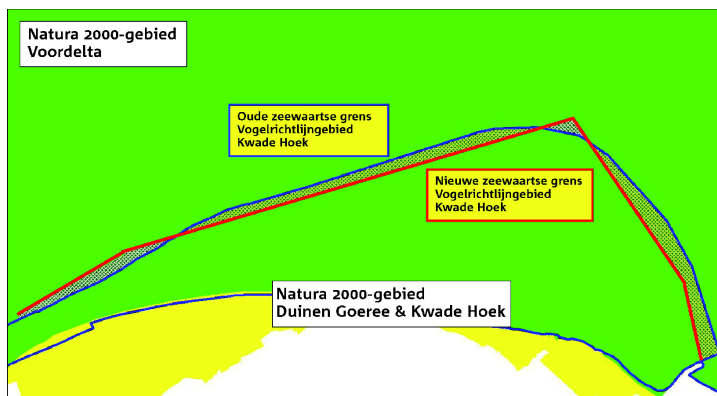 Natura 2000-gebied
Voordelta
Oude zeewaartse grens
Vogelrichtlijngebied
Kwade Hoek
Nieuwe zeewaartse grens
Vogelrichtlijngebied
Kwade Hoek
Natura 2000-gebied
Duinen Goeree & Kwade Hoek